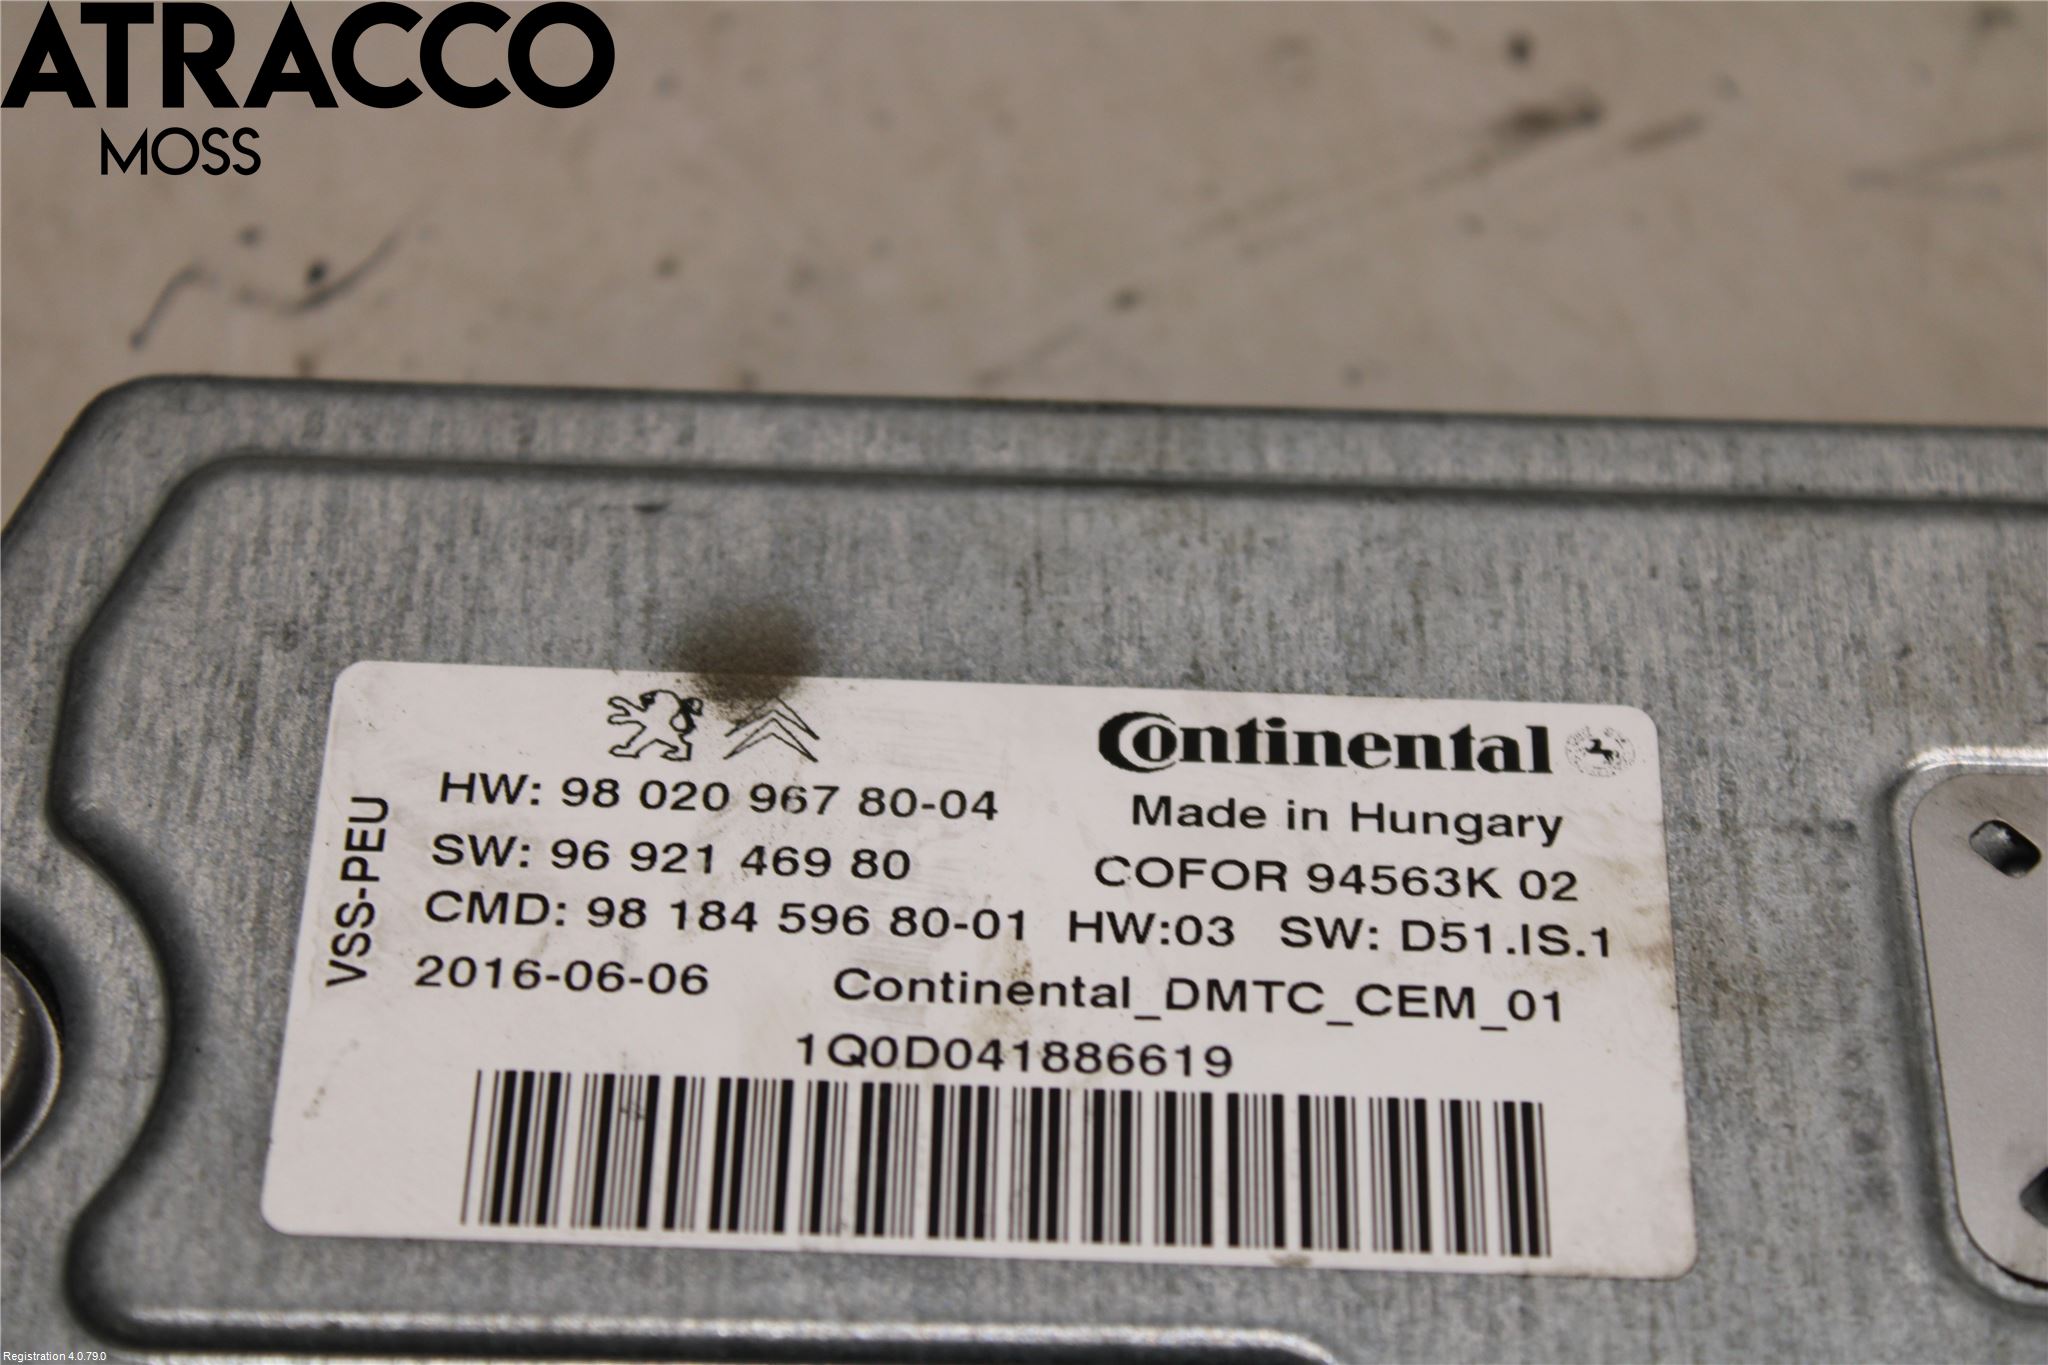 ATRACCO
MOSS
Continental
HW: 98 020 967 80-04
Made in Hungary
SW: 96 921 469 80
COFOR 94563K 02
CMD: 98 184 596 80-01 HW:03 SW: D51.IS.1
2016-06-06 Continental_DMTC_CEM_01
VSS-PEU
1Q0D041886619
Registration 4.0.79.0